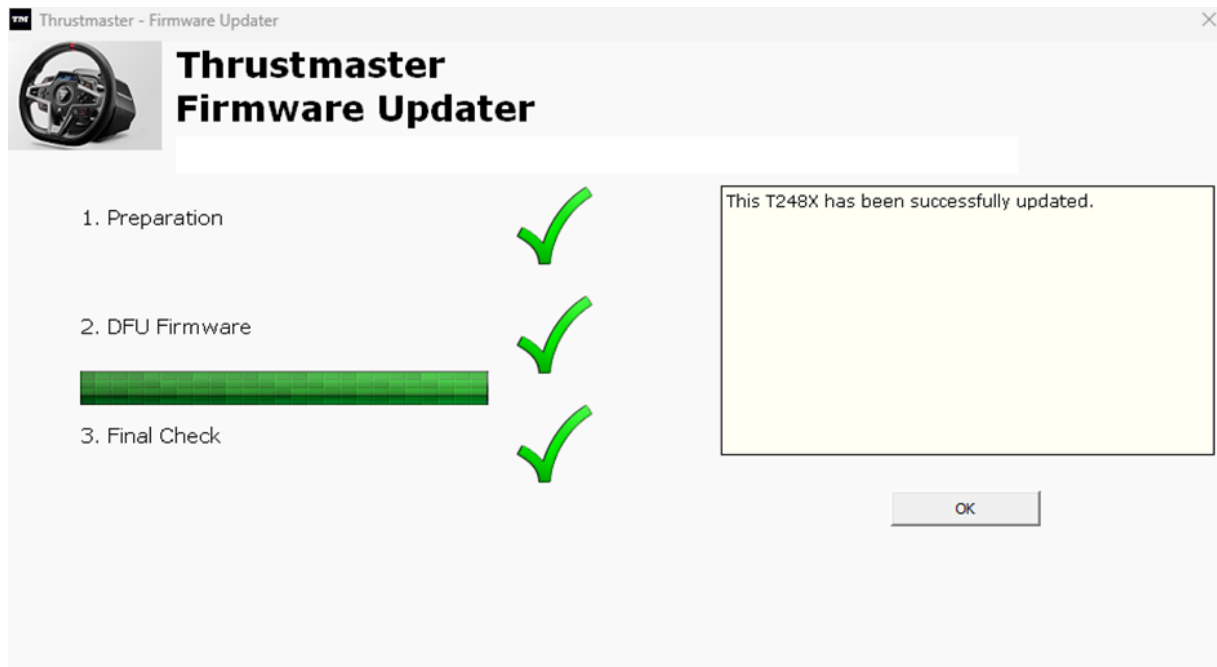 TM Thrustmaster - Firmware Updater
Thrustmaster
Firmware Updater
1. Preparation
This T248X has been successfully updated.
2. DFU Firmware
3. Final Check
OK